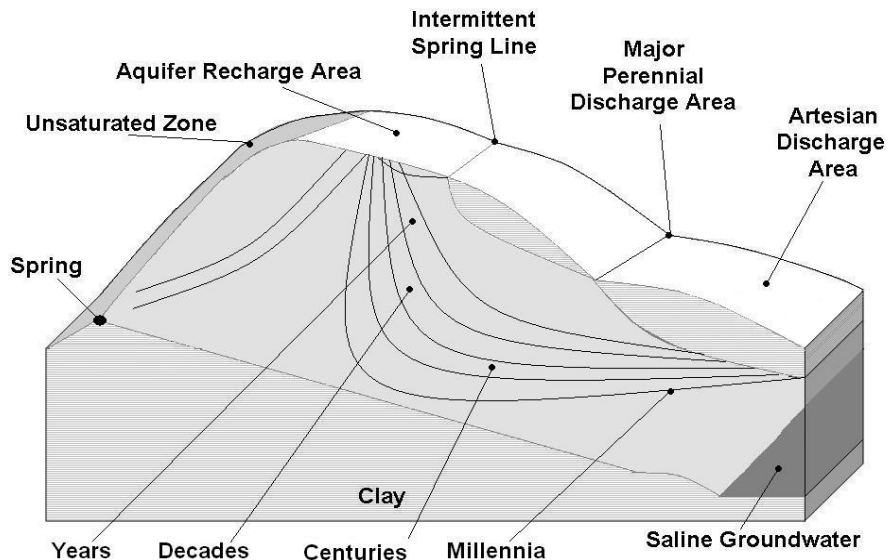 Intermittent
Spring Line
Major
Perennial
Discharge Area
Aquifer Recharge Area
Artesian
Discharge
Area
Unsaturated Zone
Spring
Clay
Years
Decades
Centuries
Millennia
Saline Groundwater